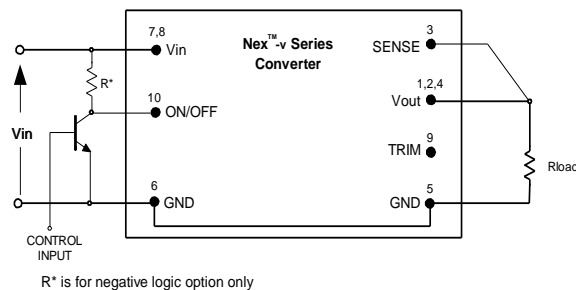 7,8
Vin
Nex™-v Series
Converter
3
SENSE
R*
1,2,4
Vout
10
ON/OFF
Vin
9
TRIM
Rload
6
GND
5
GND
CONTROL
INPUT
R* is for negative logic option only